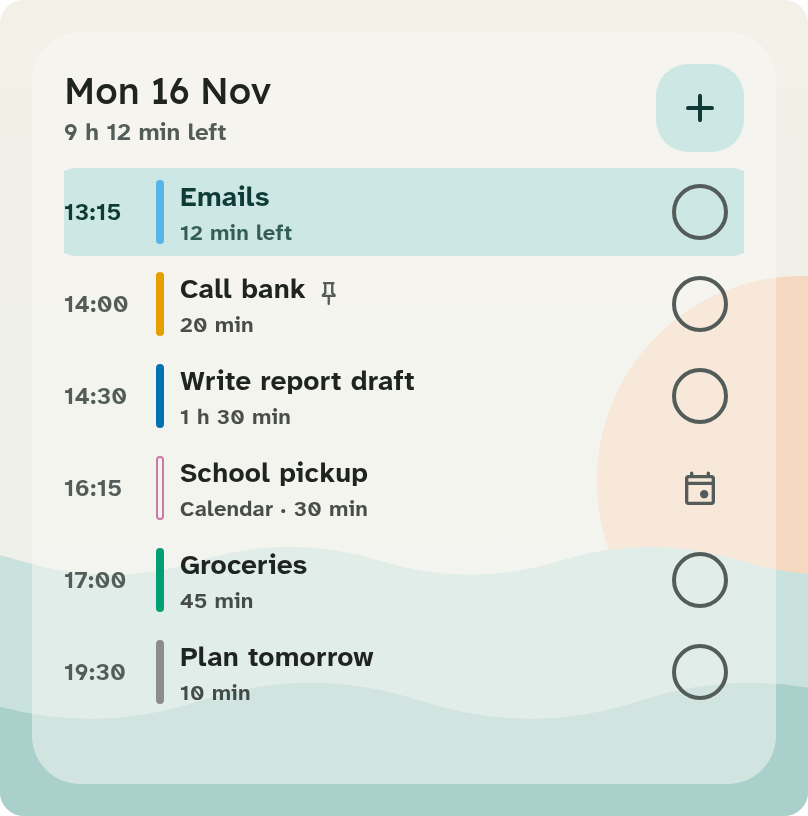 Mon 16 Nov
9 h 12 min left
13:15
Emails
12 min left
14:00
Call bank
20 min
14:30
Write report draft
1 h 30 min
16:15
School pickup
Calendar · 30 min
17:00
Groceries
45 min
19:30
Plan tomorrow
10 min